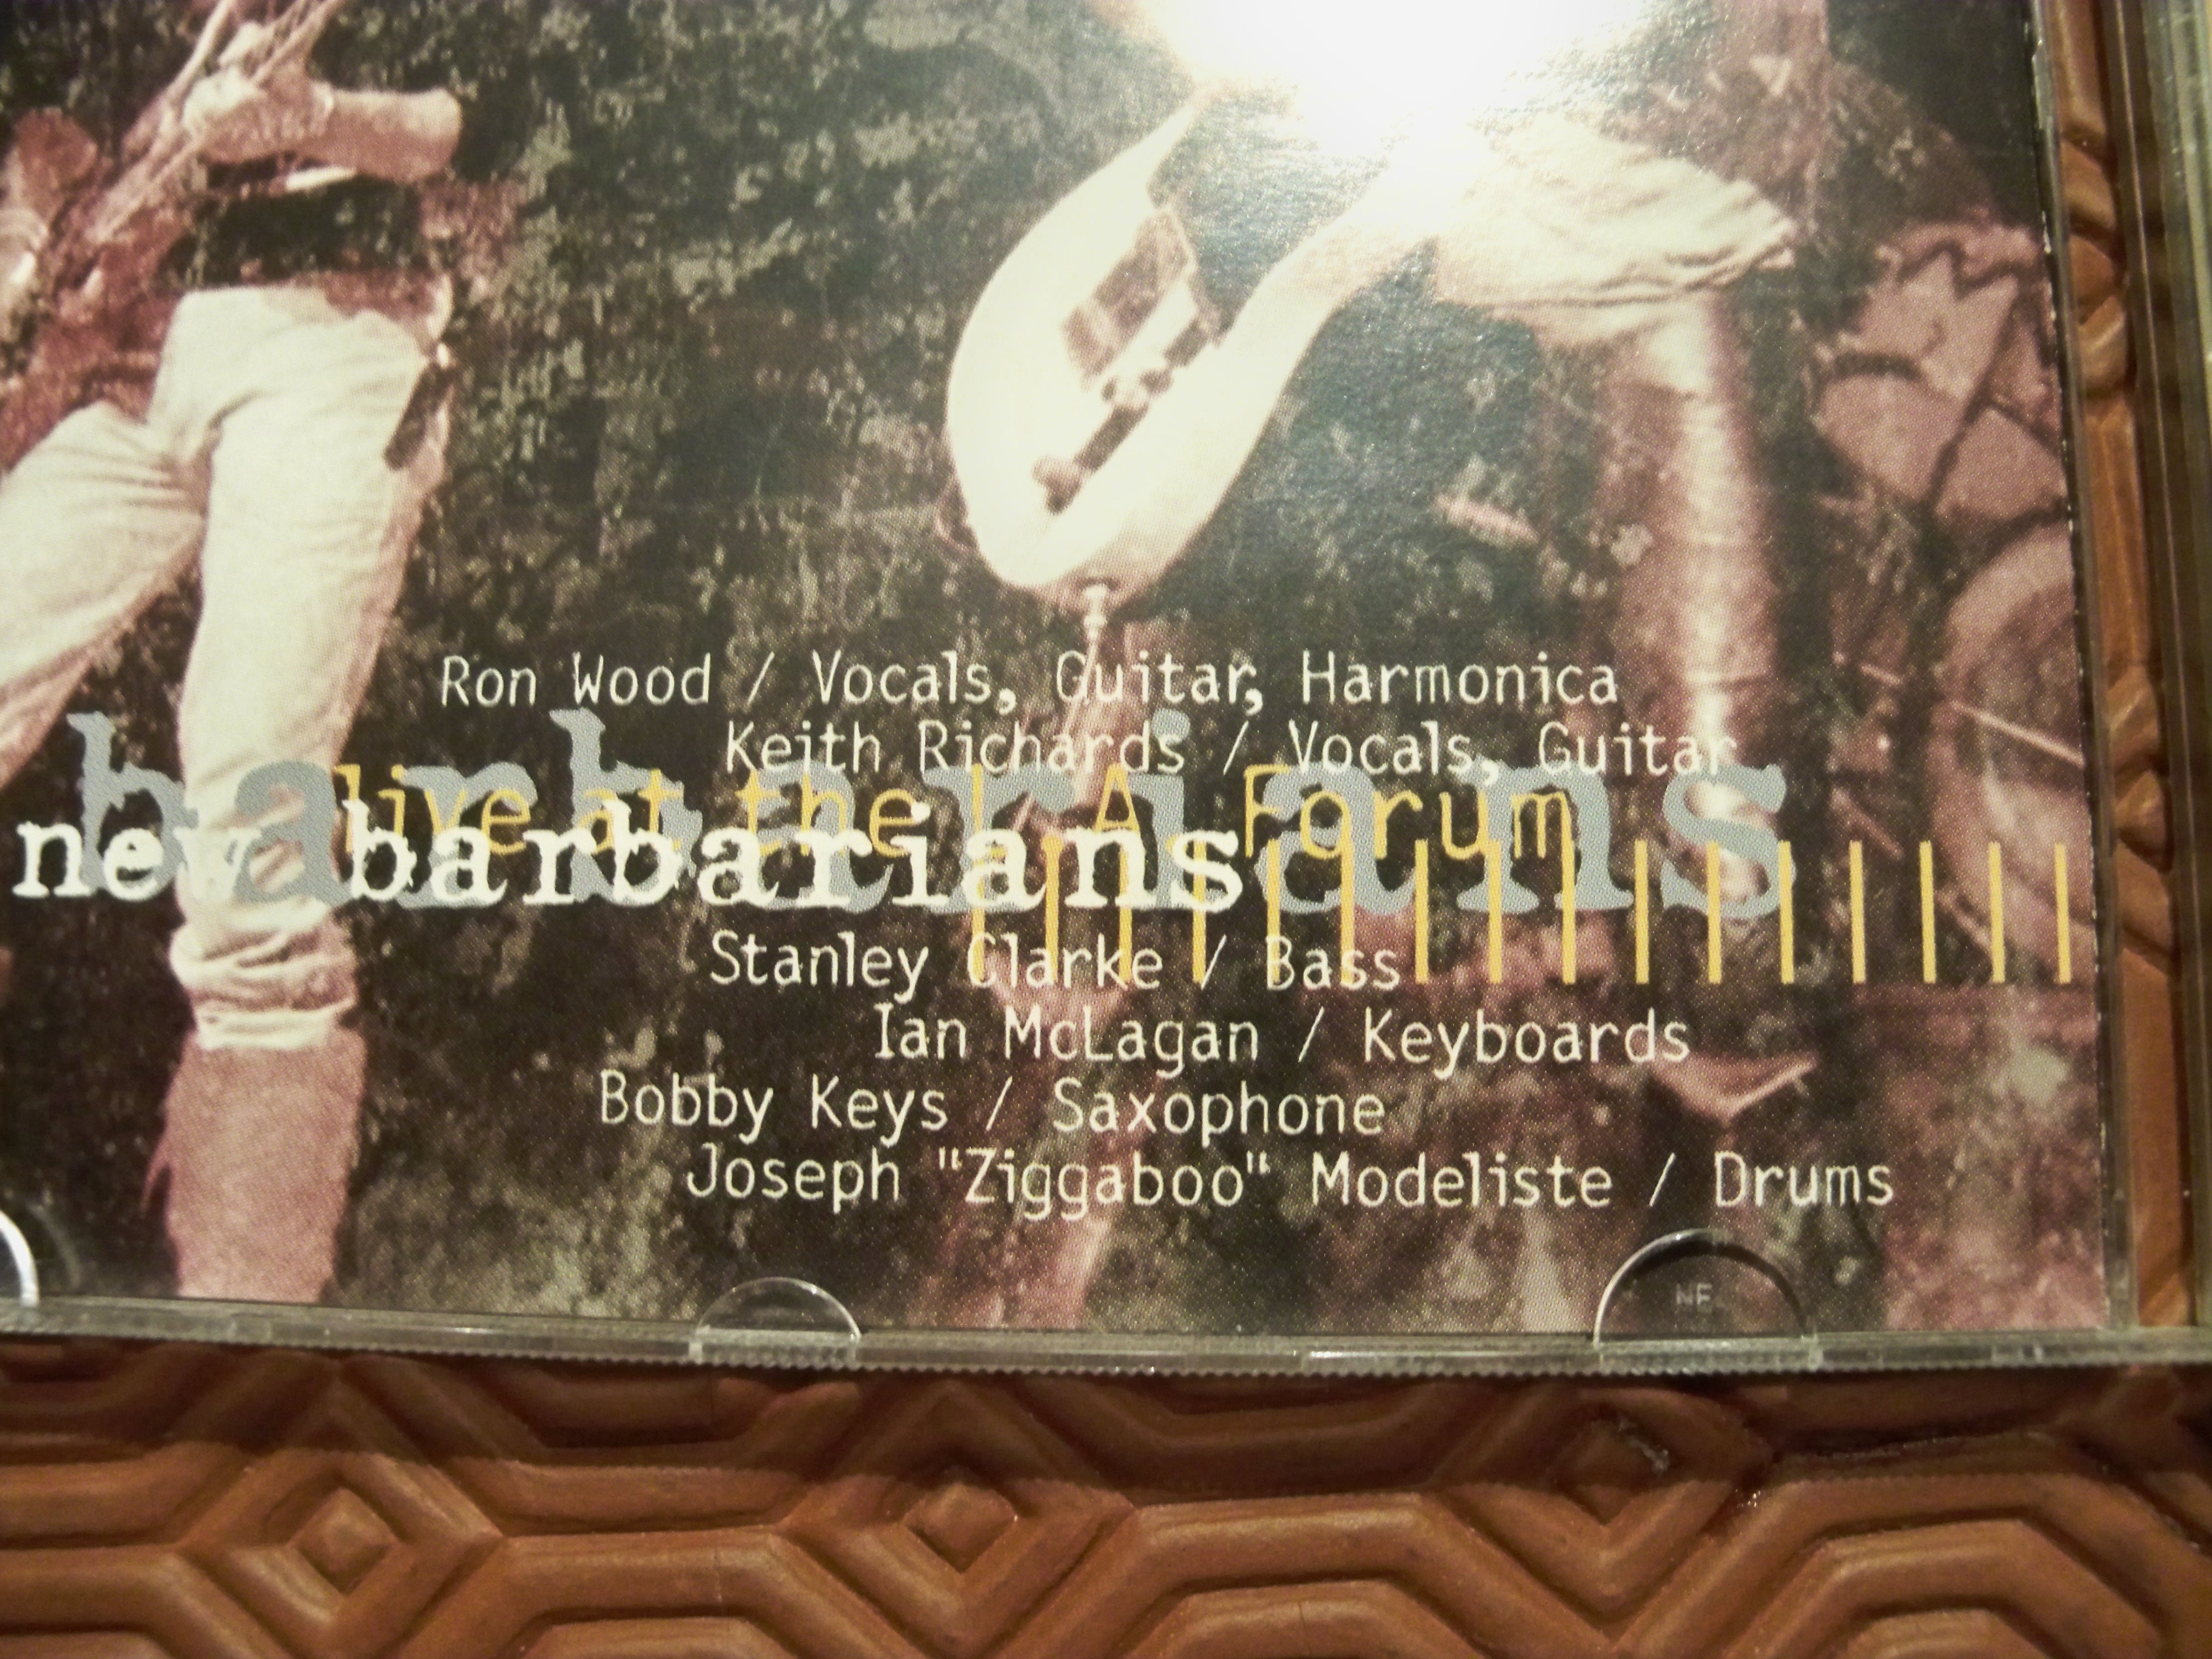 Ron Wood / Vocals, Guitar, Harmonica
Keith Richards / Vocals, Guitar
barbarians
live at the L.A. Forum
new barbarians
Stanley Clarke / Bass
Ian McLagan / Keyboards
Bobby Keys / Saxophone
Joseph "Ziggaboo" Modeliste / Drums